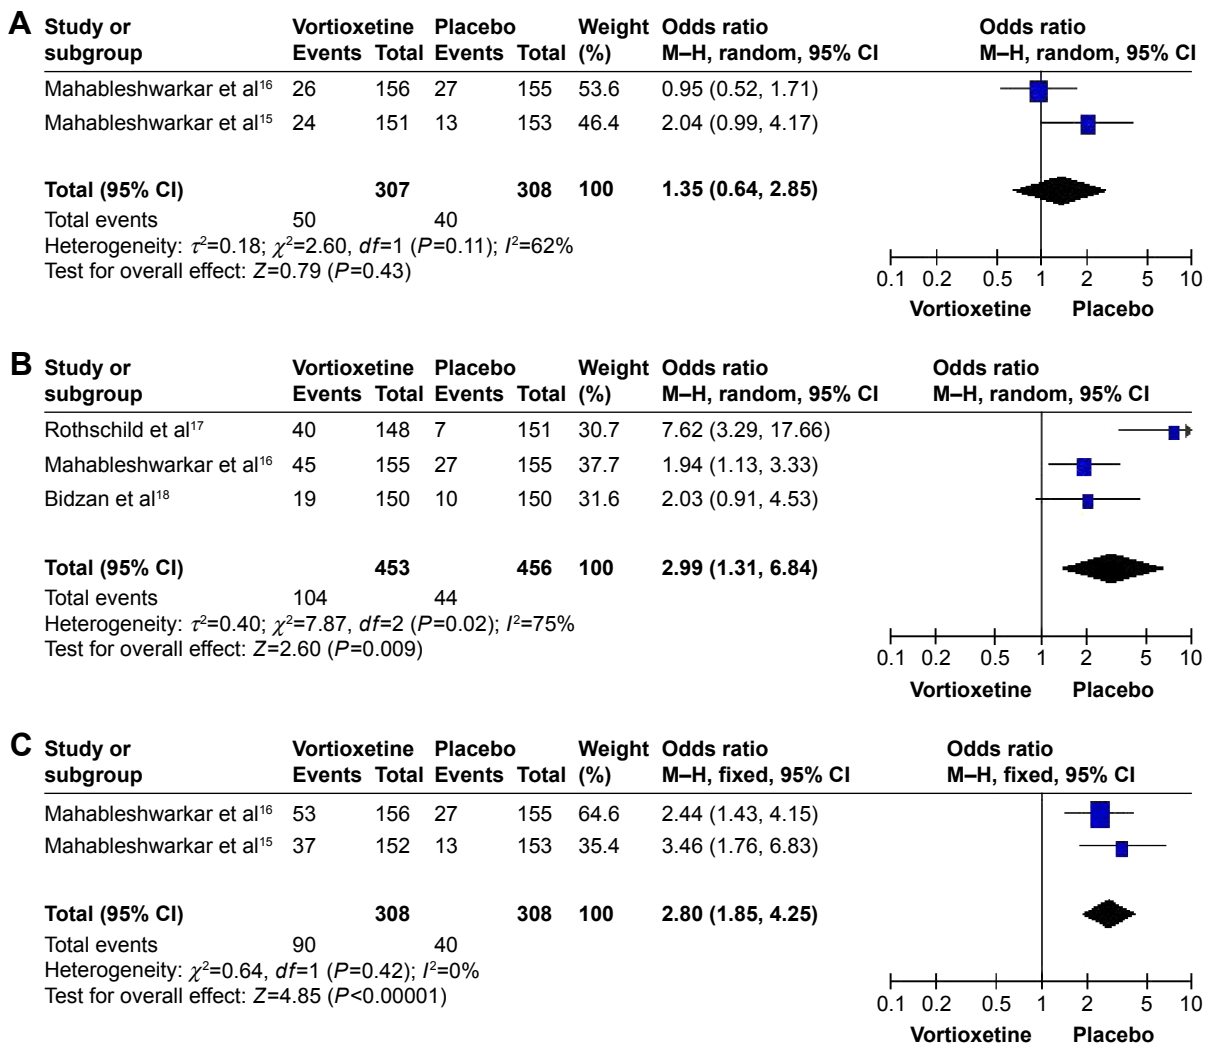 A Study or Vortioxetine Placebo Weight Odds ratio Odds ratio
subgroup Events Total Events Total (%) M–H, random, 95% CI M–H, random, 95% CI
Mahableshwarkar et al¹⁶ 26 156 27 155 53.6 0.95 (0.52, 1.71)
Mahableshwarkar et al¹⁵ 24 151 13 153 46.4 2.04 (0.99, 4.17)
Total (95% CI) 307 308 100 1.35 (0.64, 2.85)
Total events 50 40
Heterogeneity: τ²=0.18; χ²=2.60, df=1 (P=0.11); I²=62%
Test for overall effect: Z=0.79 (P=0.43)
0.1 0.2 0.5 1 2 5 10
Vortioxetine Placebo
B Study or Vortioxetine Placebo Weight Odds ratio Odds ratio
subgroup Events Total Events Total (%) M–H, random, 95% CI M–H, random, 95% CI
Rothschild et al¹⁷ 40 148 7 151 30.7 7.62 (3.29, 17.66)
Mahableshwarkar et al¹⁶ 45 155 27 155 37.7 1.94 (1.13, 3.33)
Bidzan et al¹⁸ 19 150 10 150 31.6 2.03 (0.91, 4.53)
Total (95% CI) 453 456 100 2.99 (1.31, 6.84)
Total events 104 44
Heterogeneity: τ²=0.40; χ²=7.87, df=2 (P=0.02); I²=75%
Test for overall effect: Z=2.60 (P=0.009)
0.1 0.2 0.5 1 2 5 10
Vortioxetine Placebo
C Study or Vortioxetine Placebo Weight Odds ratio Odds ratio
subgroup Events Total Events Total (%) M–H, fixed, 95% CI M–H, fixed, 95% CI
Mahableshwarkar et al¹⁶ 53 156 27 155 64.6 2.44 (1.43, 4.15)
Mahableshwarkar et al¹⁵ 37 152 13 153 35.4 3.46 (1.76, 6.83)
Total (95% CI) 308 308 100 2.80 (1.85, 4.25)
Total events 90 40
Heterogeneity: χ²=0.64, df=1 (P=0.42); I²=0%
Test for overall effect: Z=4.85 (P<0.00001)
0.1 0.2 0.5 1 2 5 10
Vortioxetine Placebo